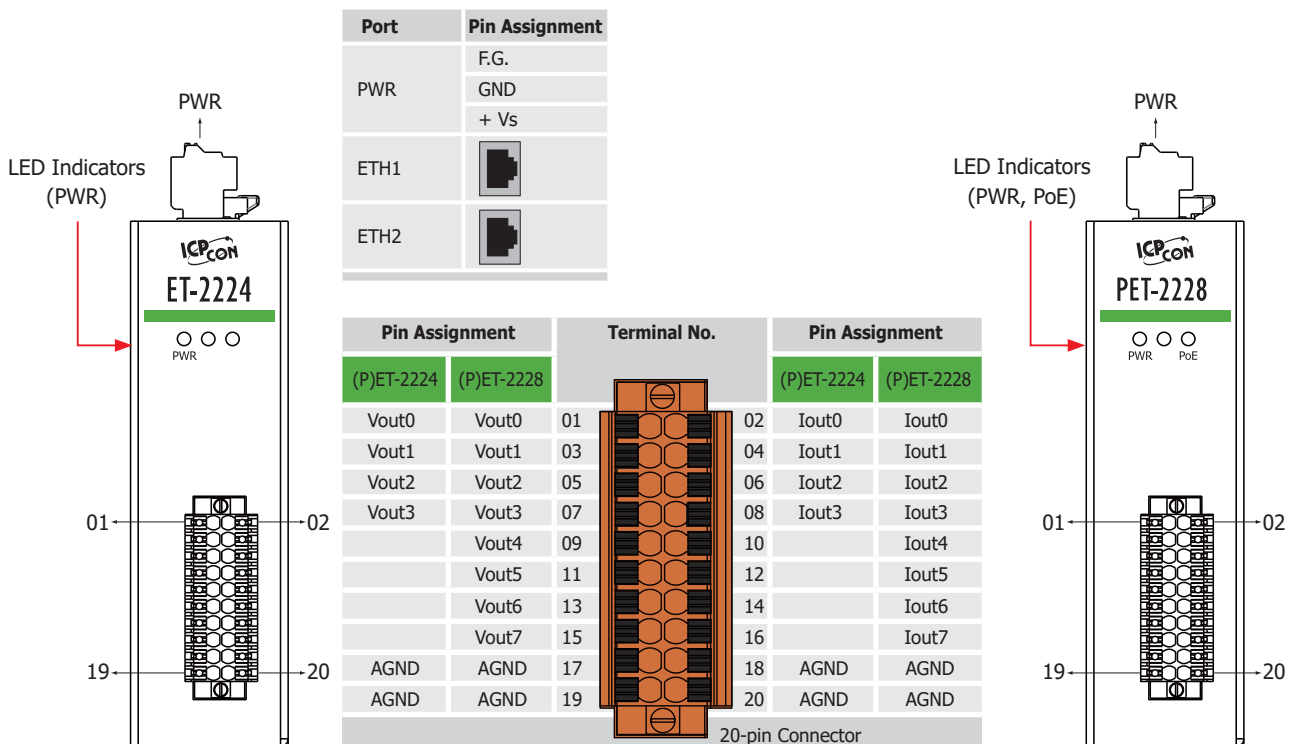 Port Pin Assignment
PWR
F.G.
GND
+ Vs
ETH1
ETH2
PWR
LED Indicators
(PWR)
ICP CON
ET-2224
PWR
01
02
19
20
Pin Assignment Terminal No. Pin Assignment
(P)ET-2224 (P)ET-2228 (P)ET-2224 (P)ET-2228
Vout0 Vout0 01 02 Iout0 Iout0
Vout1 Vout1 03 04 Iout1 Iout1
Vout2 Vout2 05 06 Iout2 Iout2
Vout3 Vout3 07 08 Iout3 Iout3
Vout4 09 10 Iout4
Vout5 11 12 Iout5
Vout6 13 14 Iout6
Vout7 15 16 Iout7
AGND AGND 17 18 AGND AGND
AGND AGND 19 20 AGND AGND
20-pin Connector
PWR
LED Indicators
(PWR, PoE)
ICP CON
PET-2228
PWR PoE
01
02
19
20